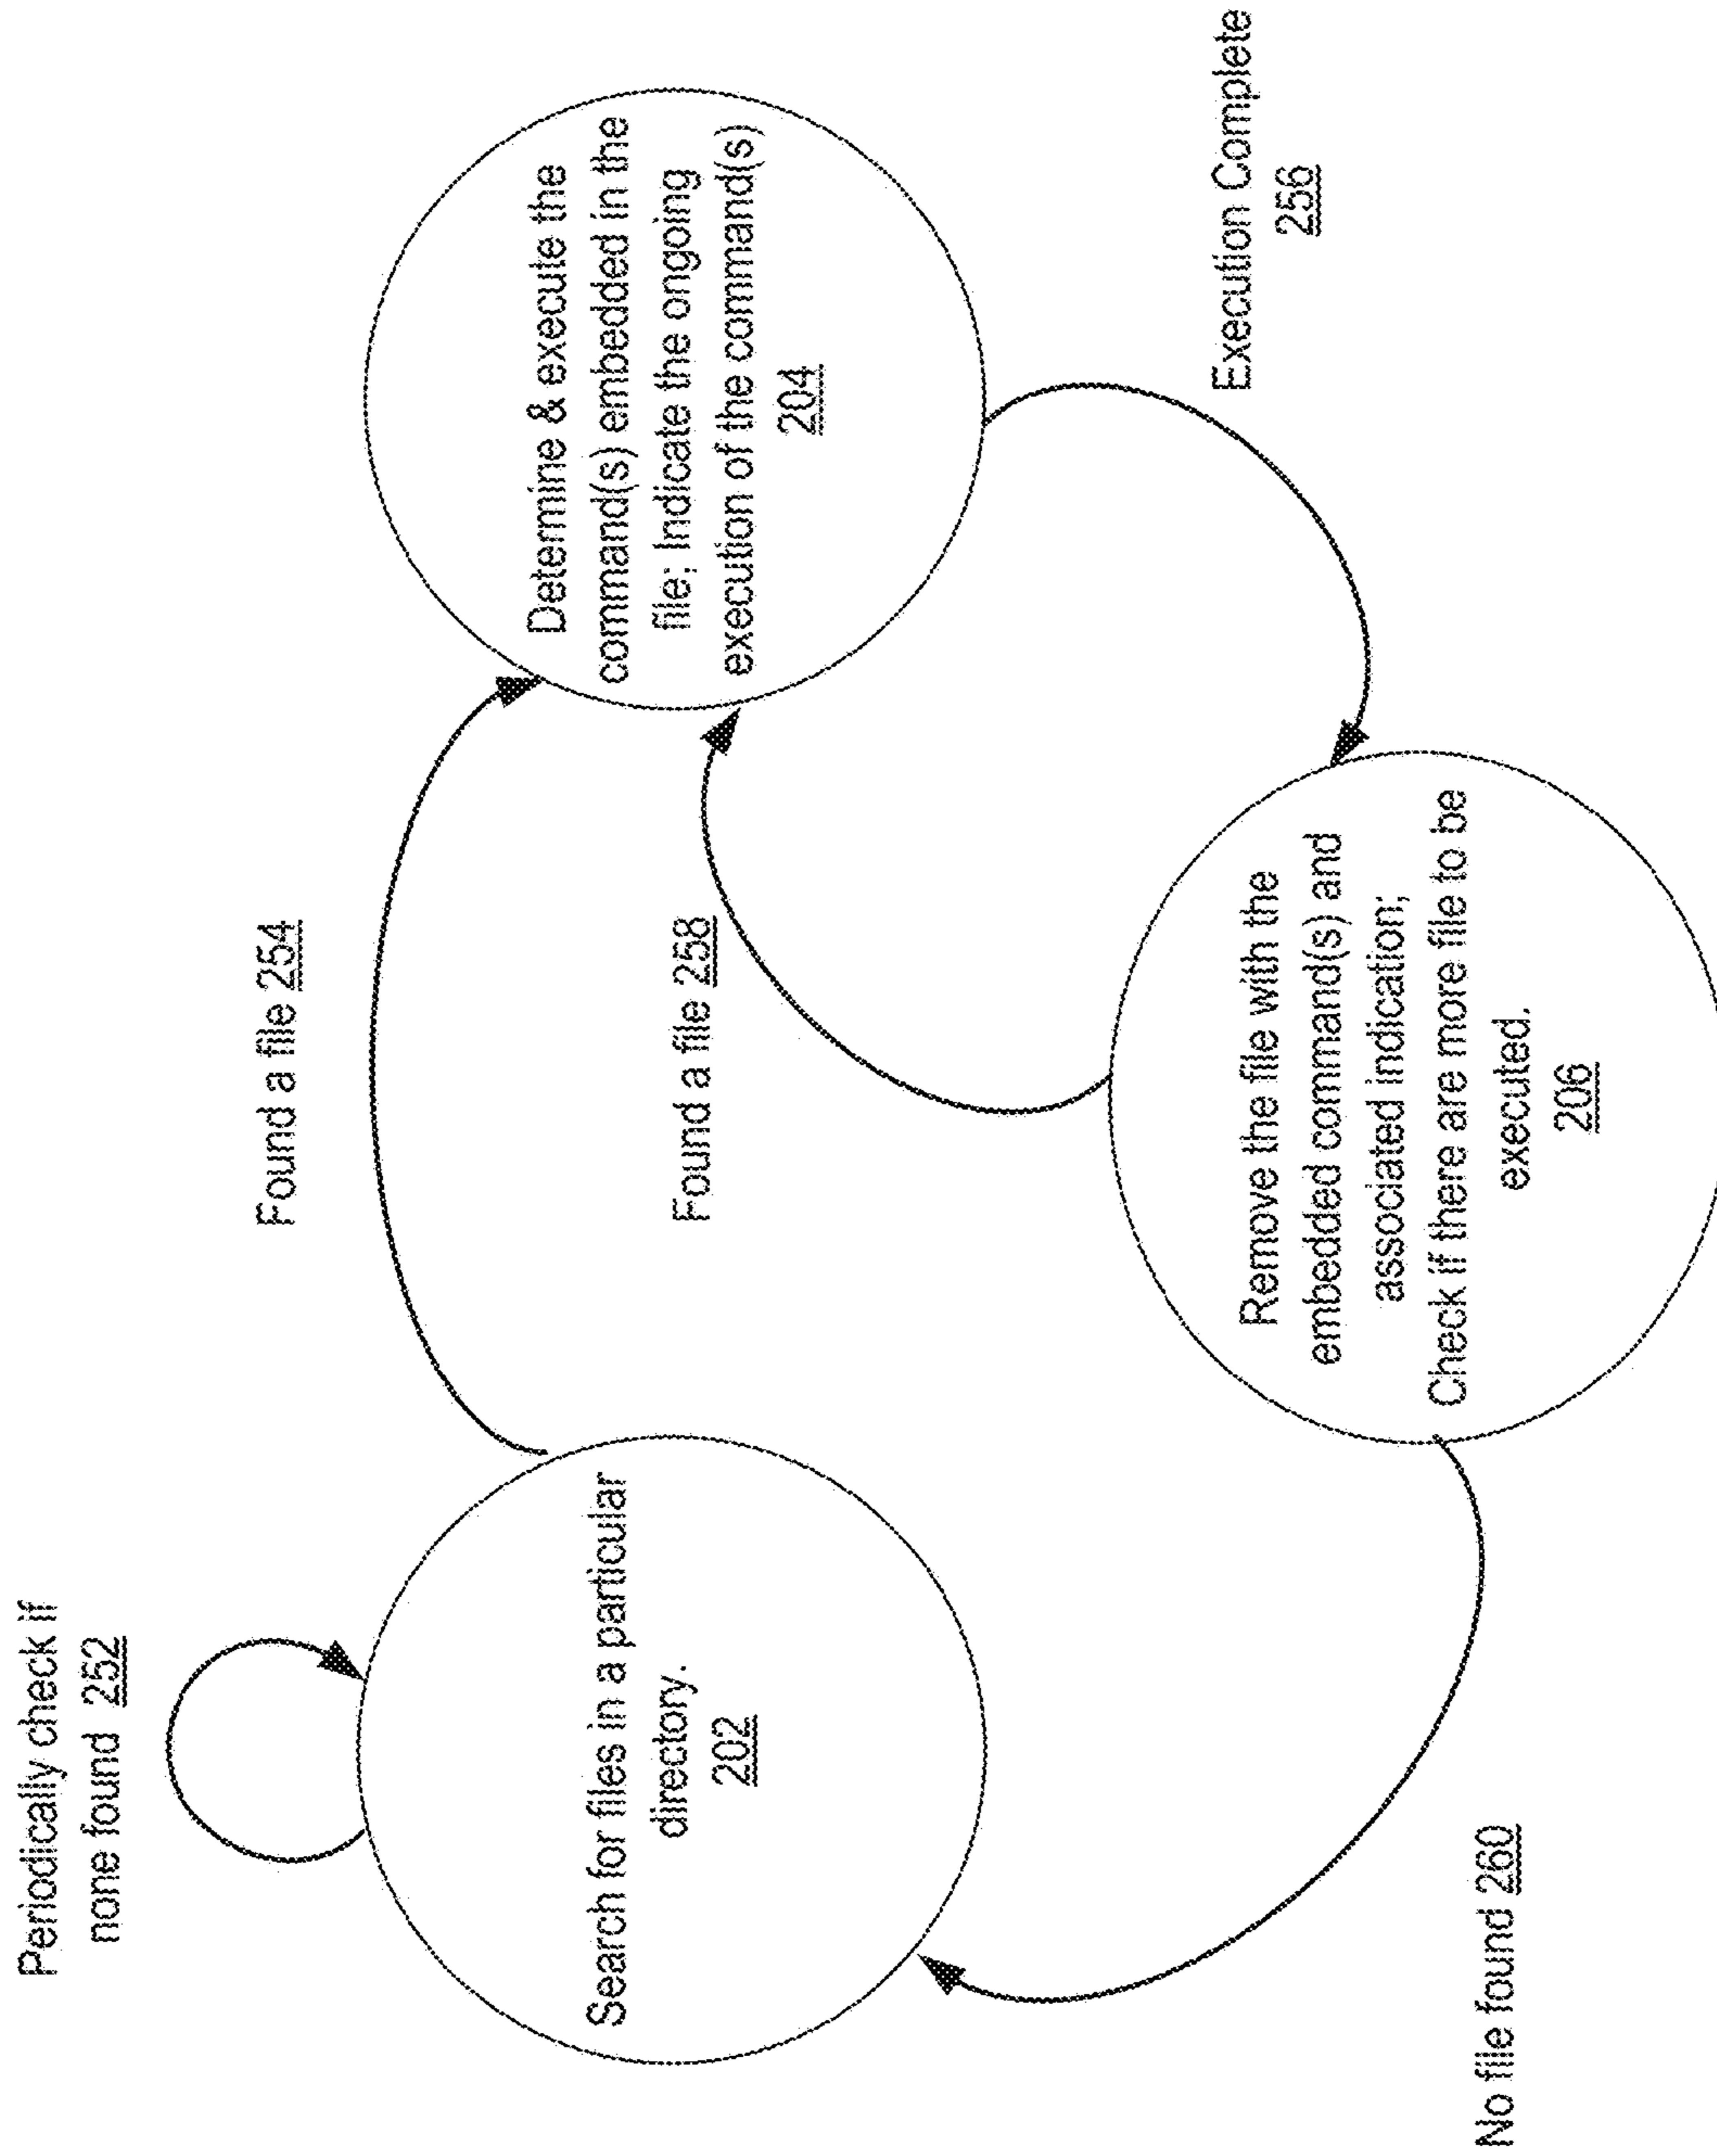 Periodically check if
none found 252
Found a file 254
Search for files in a particular
directory.
202
Determine & execute the
command(s) embedded in the
file; Indicate the ongoing
execution of the command(s)
204
Found a file 258
Execution Complete
256
Remove the file with the
embedded command(s) and
associated indication;
Check if there are more file to be
executed.
206
No file found 260